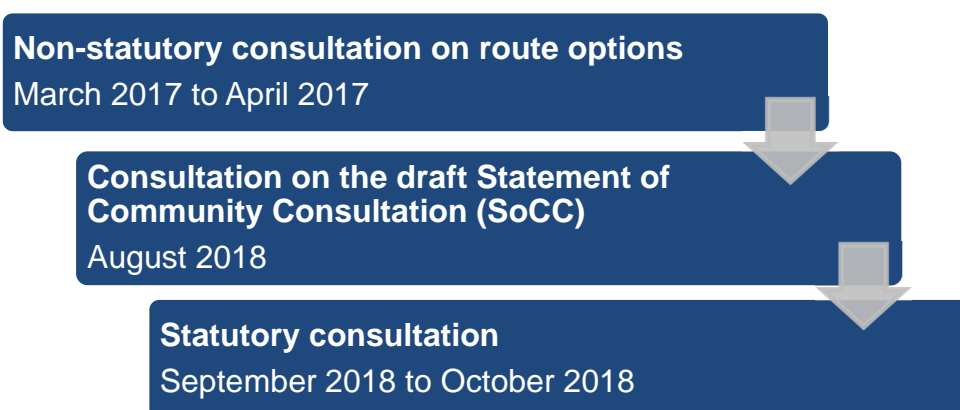 Non-statutory consultation on route options
March 2017 to April 2017
Consultation on the draft Statement of
Community Consultation (SoCC)
August 2018
Statutory consultation
September 2018 to October 2018